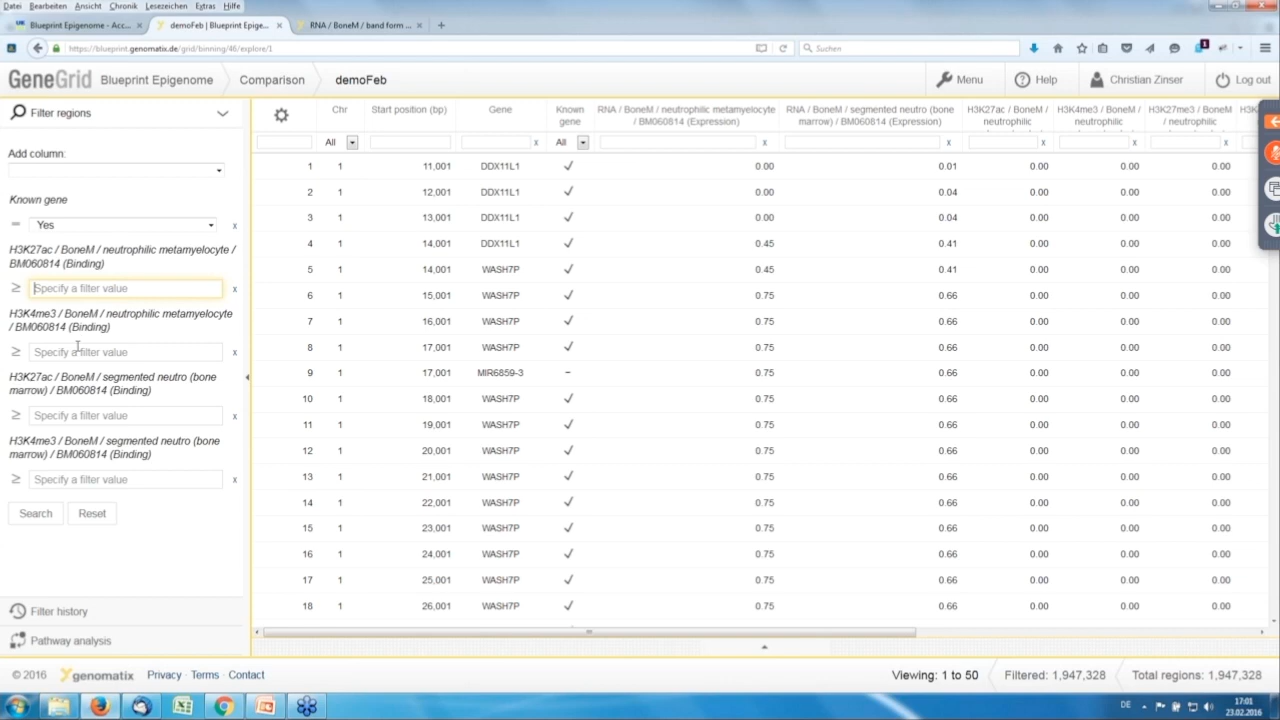 Datei Bearbeiten Ansicht Chronik Lesezeichen Extras Hilfe
Blueprint Epigenome - Acc... × demoFeb | Blueprint Epige... × RNA / BoneM / band form ... × +
https://blueprint.genomatix.de/grid/binning/46/explore/1 Suchen 1
GeneGrid Blueprint Epigenome Comparison demoFeb Menu Help Christian Zinser Log out
Filter regions
Add column:
Known gene
= Yes x
H3K27ac / BoneM / neutrophilic metamyelocyte /
BM060814 (Binding)
≥ Specify a filter value x
H3K4me3 / BoneM / neutrophilic metamyelocyte
/ BM060814 (Binding)
≥ Specify a filter value x
H3K27ac / BoneM / segmented neutro (bone
marrow) / BM060814 (Binding)
≥ Specify a filter value x
H3K4me3 / BoneM / segmented neutro (bone
marrow) / BM060814 (Binding)
≥ Specify a filter value x
Search Reset
Filter history
Pathway analysis
Chr Start position (bp) Gene Known RNA / BoneM / neutrophilic metamyelocyte RNA / BoneM / segmented neutro (bone H3K27ac / BoneM / H3K4me3 / BoneM / H3K27me3 / BoneM /
gene / BM060814 (Expression) marrow) / BM060814 (Expression) neutrophilic neutrophilic neutrophilic
All x All x x x x x
1 1 11,001 DDX11L1 ✓ 0.00 0.01 0.00 0.00 0.00
2 1 12,001 DDX11L1 ✓ 0.00 0.04 0.00 0.00 0.00
3 1 13,001 DDX11L1 ✓ 0.00 0.04 0.00 0.00 0.00
4 1 14,001 DDX11L1 ✓ 0.45 0.41 0.00 0.00 0.00
5 1 14,001 WASH7P ✓ 0.45 0.41 0.00 0.00 0.00
6 1 15,001 WASH7P ✓ 0.75 0.66 0.00 0.00 0.00
7 1 16,001 WASH7P ✓ 0.75 0.66 0.00 0.00 0.00
8 1 17,001 WASH7P ✓ 0.75 0.66 0.00 0.00 0.00
9 1 17,001 MIR6859-3 – 0.75 0.66 0.00 0.00 0.00
10 1 18,001 WASH7P ✓ 0.75 0.66 0.00 0.00 0.00
11 1 19,001 WASH7P ✓ 0.75 0.66 0.00 0.00 0.00
12 1 20,001 WASH7P ✓ 0.75 0.66 0.00 0.00 0.00
13 1 21,001 WASH7P ✓ 0.75 0.66 0.00 0.00 0.00
14 1 22,001 WASH7P ✓ 0.75 0.66 0.00 0.00 0.00
15 1 23,001 WASH7P ✓ 0.75 0.66 0.00 0.00 0.00
16 1 24,001 WASH7P ✓ 0.75 0.66 0.00 0.00 0.00
17 1 25,001 WASH7P ✓ 0.75 0.66 0.00 0.00 0.00
18 1 26,001 WASH7P ✓ 0.75 0.66 0.00 0.00 0.00
© 2016 genomatix Privacy · Terms · Contact Viewing: 1 to 50 Filtered: 1,947,328 Total regions: 1,947,328
DE 17:01
23.02.2016